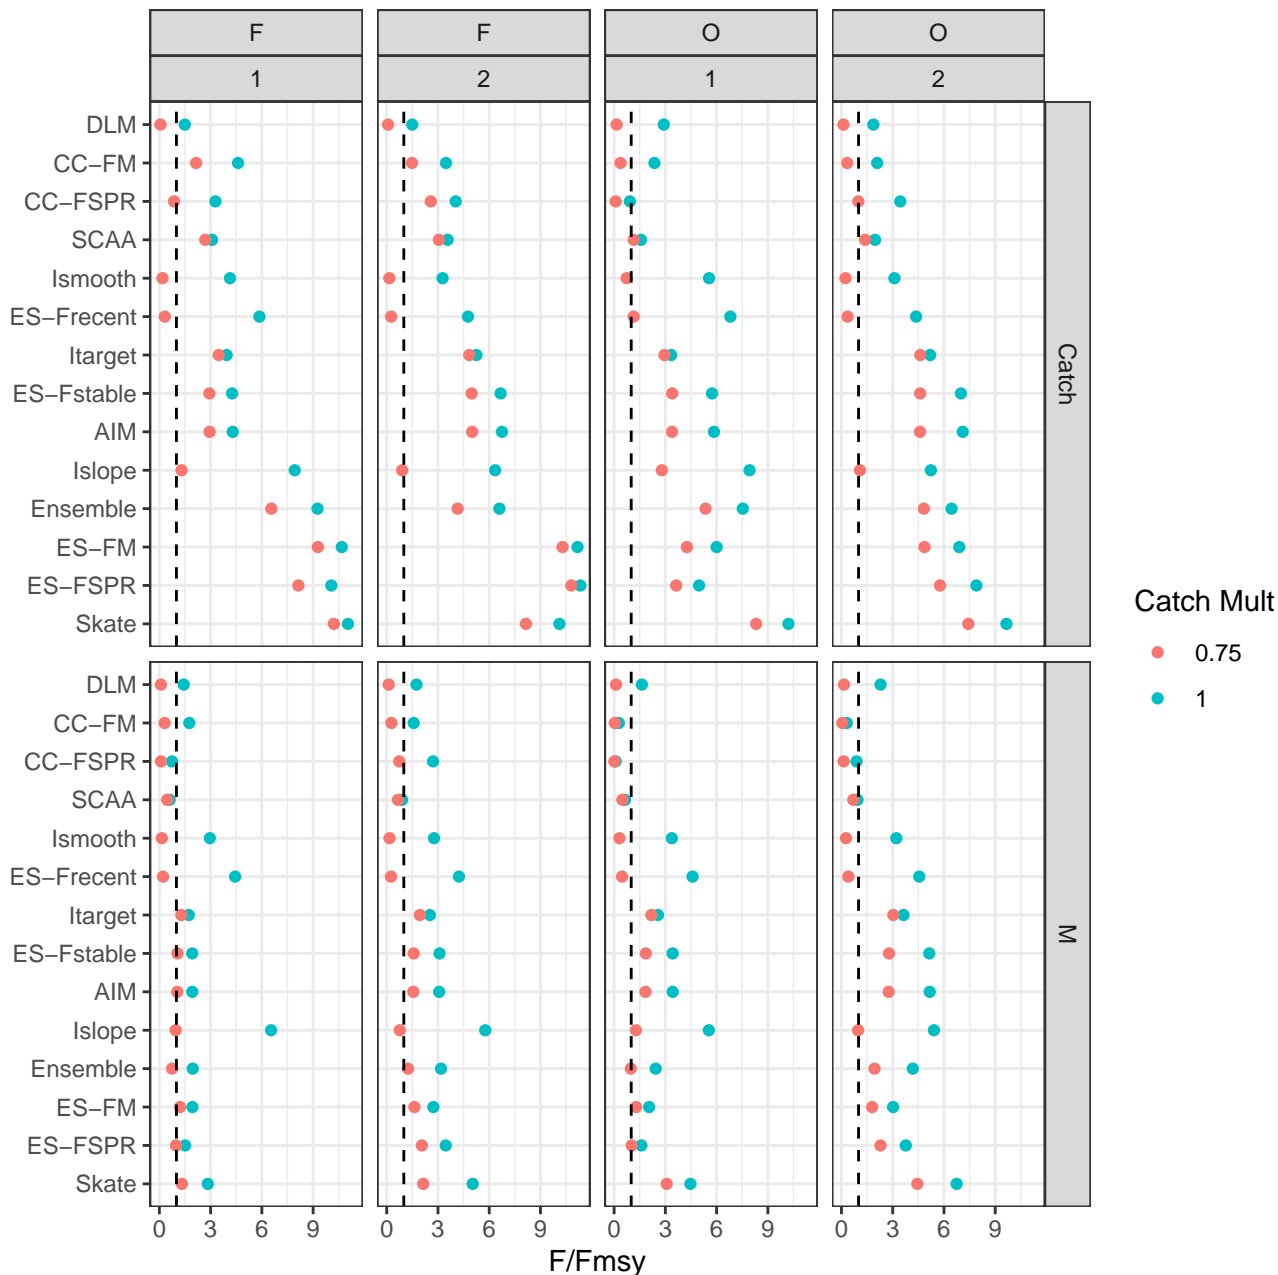 F F O O
1 2 1 2
DLM
CC−FM
CC−FSPR
SCAA
Ismooth
ES−Frecent
Itarget
ES−Fstable
AIM
Islope
Ensemble
ES−FM
ES−FSPR
Skate
Catch
DLM
CC−FM
CC−FSPR
SCAA
Ismooth
ES−Frecent
Itarget
ES−Fstable
AIM
Islope
Ensemble
ES−FM
ES−FSPR
Skate
M
0 3 6 9 0 3 6 9 0 3 6 9 0 3 6 9
F/Fmsy
Catch Mult
0.75
1